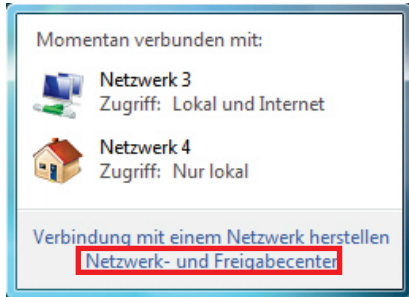 Momentan verbunden mit:
Netzwerk 3
Zugriff: Lokal und Internet
Netzwerk 4
Zugriff: Nur lokal
Verbindung mit einem Netzwerk herstellen
Netzwerk- und Freigabecenter